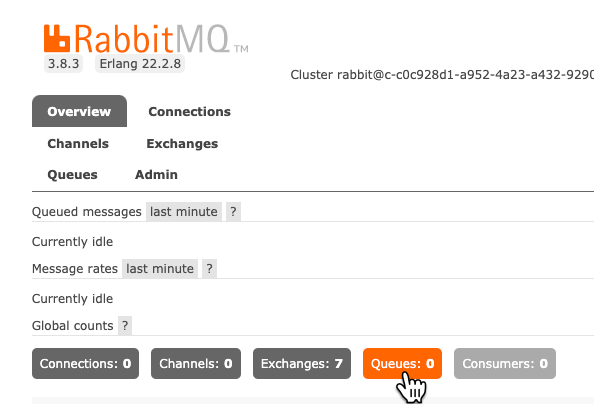 RabbitMQ TM
3.8.3 Erlang 22.2.8
Cluster rabbit@c-c0c928d1-a952-4a23-a432-9290
Overview Connections
Channels Exchanges
Queues Admin
Queued messages last minute ?
Currently idle
Message rates last minute ?
Currently idle
Global counts ?
Connections: 0 Channels: 0 Exchanges: 7 Queues: 0 Consumers: 0